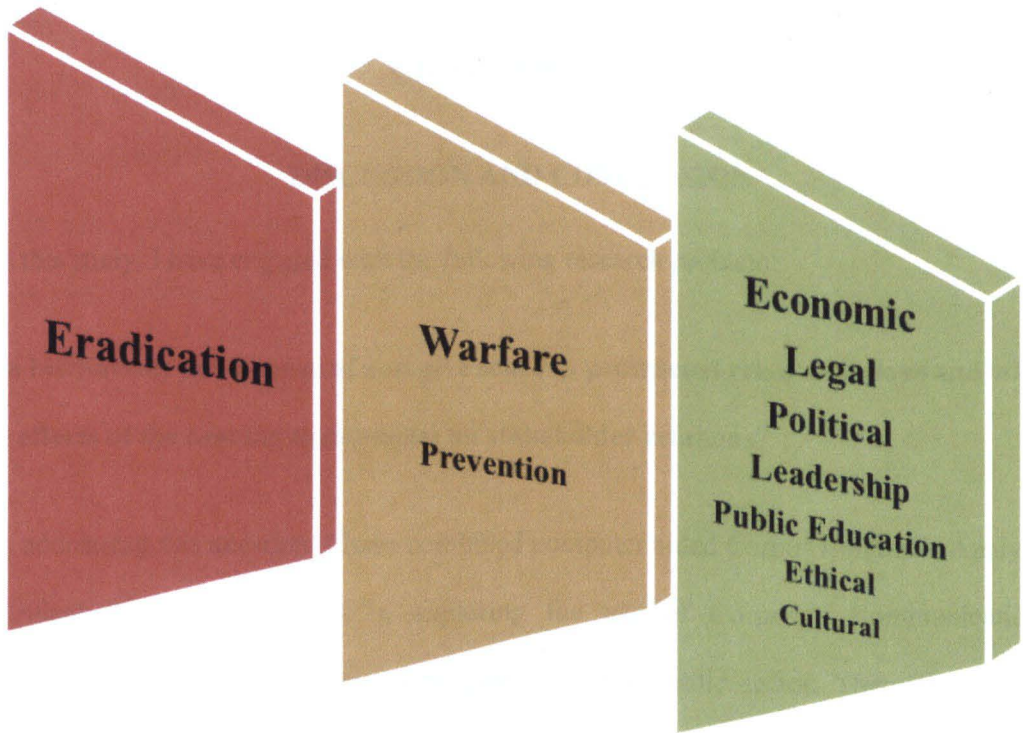 Eradication
Warfare
Prevention
Economic
Legal
Political
Leadership
Public Education
Ethical
Cultural